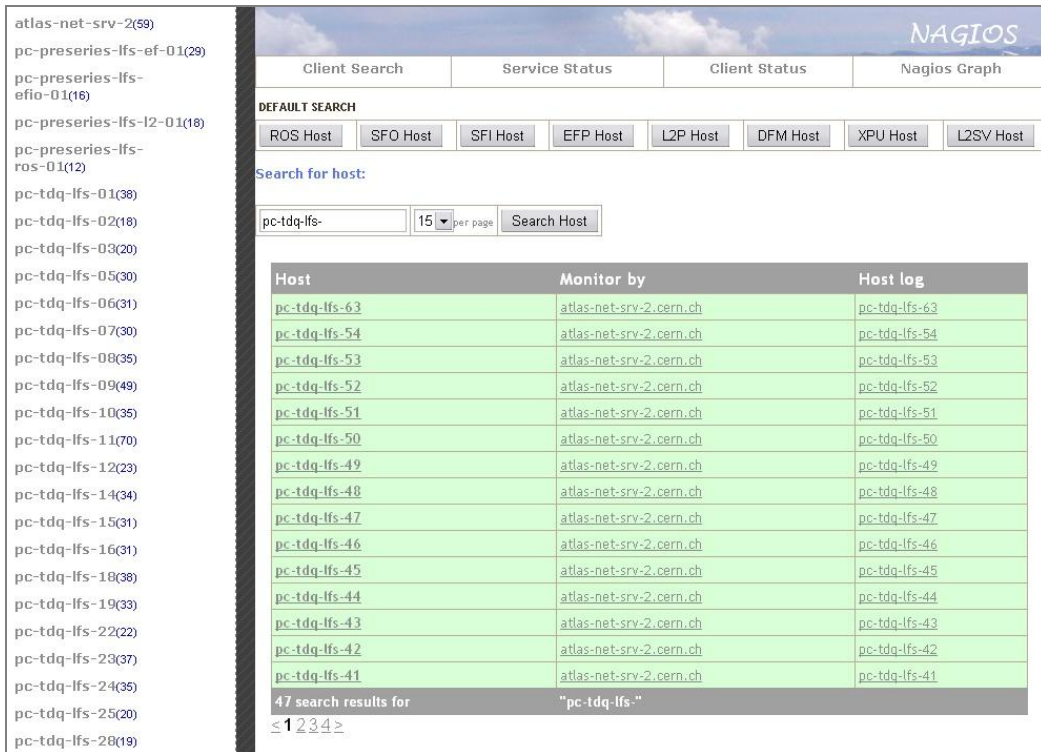 atlas-net-srv-2(59)
pc-preseries-lfs-ef-01(29)
pc-preseries-lfs-
efio-01(16)
pc-preseries-lfs-l2-01(18)
pc-preseries-lfs-
ros-01(12)
pc-tdq-lfs-01(38)
pc-tdq-lfs-02(18)
pc-tdq-lfs-03(20)
pc-tdq-lfs-05(30)
pc-tdq-lfs-06(31)
pc-tdq-lfs-07(30)
pc-tdq-lfs-08(35)
pc-tdq-lfs-09(49)
pc-tdq-lfs-10(35)
pc-tdq-lfs-11(70)
pc-tdq-lfs-12(23)
pc-tdq-lfs-14(34)
pc-tdq-lfs-15(31)
pc-tdq-lfs-16(31)
pc-tdq-lfs-18(38)
pc-tdq-lfs-19(33)
pc-tdq-lfs-22(22)
pc-tdq-lfs-23(37)
pc-tdq-lfs-24(35)
pc-tdq-lfs-25(20)
pc-tdq-lfs-28(19)
NAGIOS
Client Search Service Status Client Status Nagios Graph
DEFAULT SEARCH
ROS Host SFO Host SFI Host EFP Host L2P Host DFM Host XPU Host L2SV Host
Search for host:
pc-tdq-lfs- 15 per page Search Host
Host Monitor by Host log
pc-tdq-lfs-63 atlas-net-srv-2.cern.ch pc-tdq-lfs-63
pc-tdq-lfs-54 atlas-net-srv-2.cern.ch pc-tdq-lfs-54
pc-tdq-lfs-53 atlas-net-srv-2.cern.ch pc-tdq-lfs-53
pc-tdq-lfs-52 atlas-net-srv-2.cern.ch pc-tdq-lfs-52
pc-tdq-lfs-51 atlas-net-srv-2.cern.ch pc-tdq-lfs-51
pc-tdq-lfs-50 atlas-net-srv-2.cern.ch pc-tdq-lfs-50
pc-tdq-lfs-49 atlas-net-srv-2.cern.ch pc-tdq-lfs-49
pc-tdq-lfs-48 atlas-net-srv-2.cern.ch pc-tdq-lfs-48
pc-tdq-lfs-47 atlas-net-srv-2.cern.ch pc-tdq-lfs-47
pc-tdq-lfs-46 atlas-net-srv-2.cern.ch pc-tdq-lfs-46
pc-tdq-lfs-45 atlas-net-srv-2.cern.ch pc-tdq-lfs-45
pc-tdq-lfs-44 atlas-net-srv-2.cern.ch pc-tdq-lfs-44
pc-tdq-lfs-43 atlas-net-srv-2.cern.ch pc-tdq-lfs-43
pc-tdq-lfs-42 atlas-net-srv-2.cern.ch pc-tdq-lfs-42
pc-tdq-lfs-41 atlas-net-srv-2.cern.ch pc-tdq-lfs-41
47 search results for "pc-tdq-lfs-"
< 1 2 3 4 >